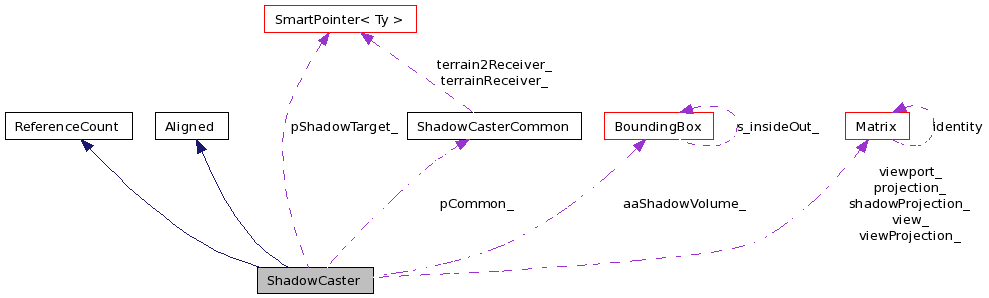 SmartPointer< Ty >
terrain2Receiver_
terrainReceiver_
ReferenceCount
Aligned
pShadowTarget_
ShadowCasterCommon
BoundingBox
s_insideOut_
Matrix
identity
pCommon_
aaShadowVolume_
viewport_
projection_
shadowProjection_
view_
viewProjection_
ShadowCaster